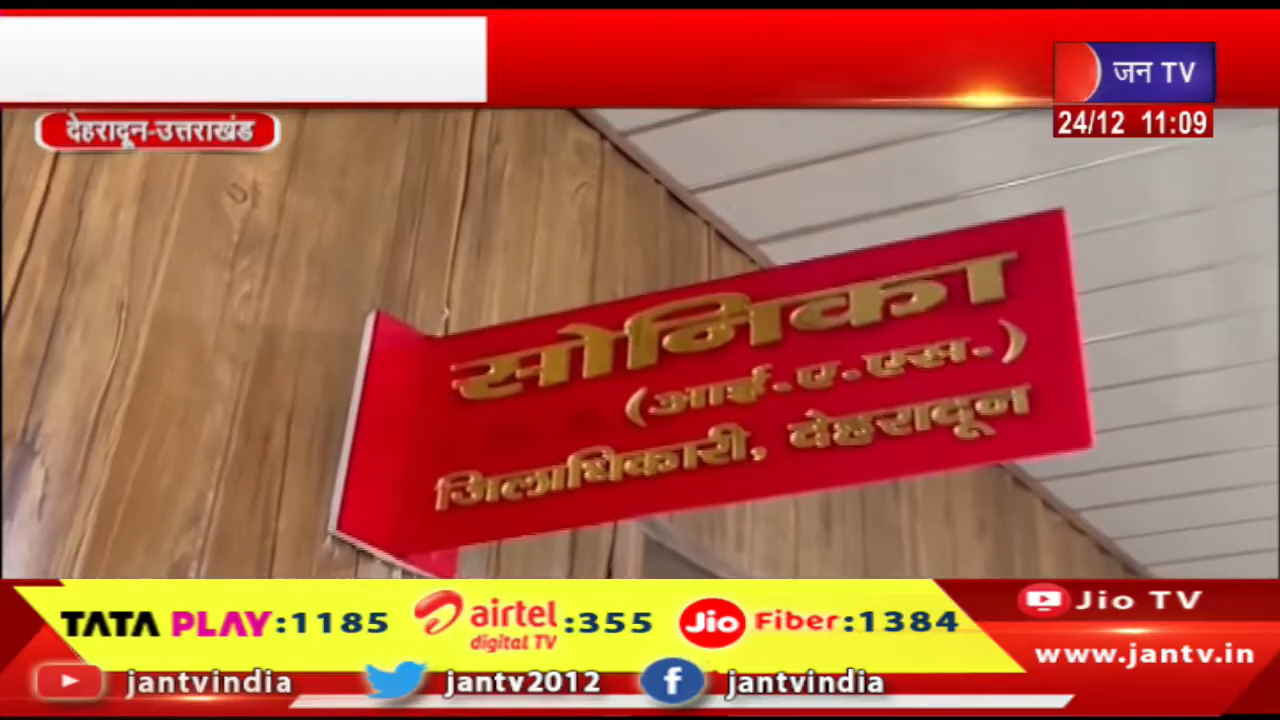 जन TV
24/12 11:09
देहरादून-उत्तराखंड
सोनिका
(आई.ए.एस.)
जिलाधिकारी, देहरादून
TATA PLAY:1185
airtel digital TV :355
Jio Fiber:1384
Jio TV
www.jantv.in
jantvindia
jantv2012
jantvindia